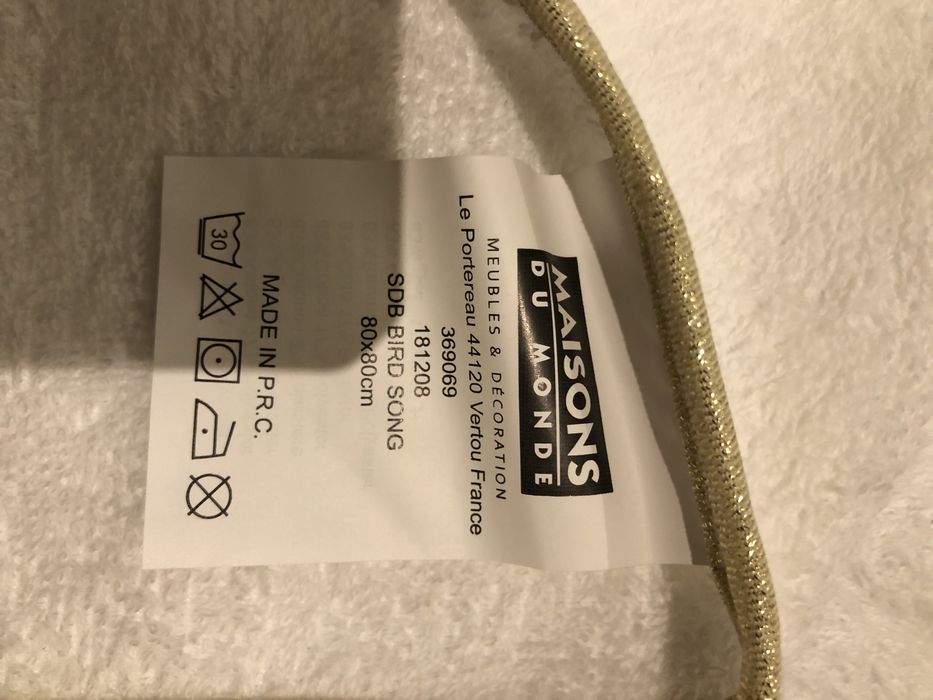 MAISONS
DU MONDE
MEUBLES & DÉCORATION
Le Portereau 44120 Vertou France
369069
181208
SDB BIRD SONG
80x80cm
MADE IN P.R.C.
30